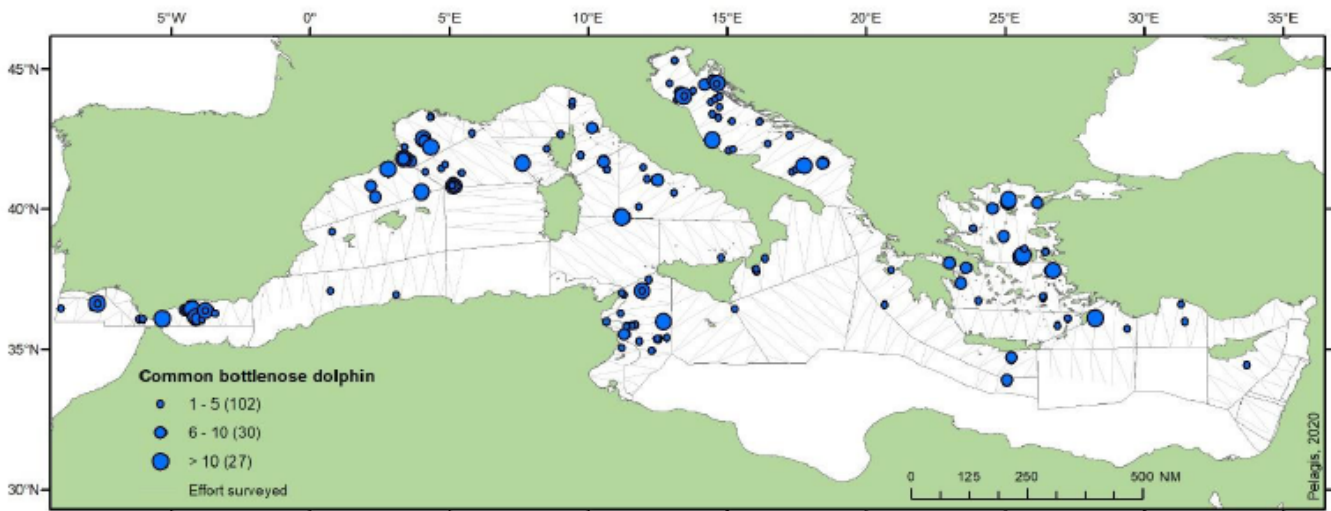 5°W 0° 5°E 10°E 15°E 20°E 25°E 30°E 35°E
45°N
40°N
35°N
30°N
Common bottlenose dolphin
1 - 5 (102)
6 - 10 (30)
> 10 (27)
Effort surveyed
0 125 250 500 NM
Pelagis, 2020